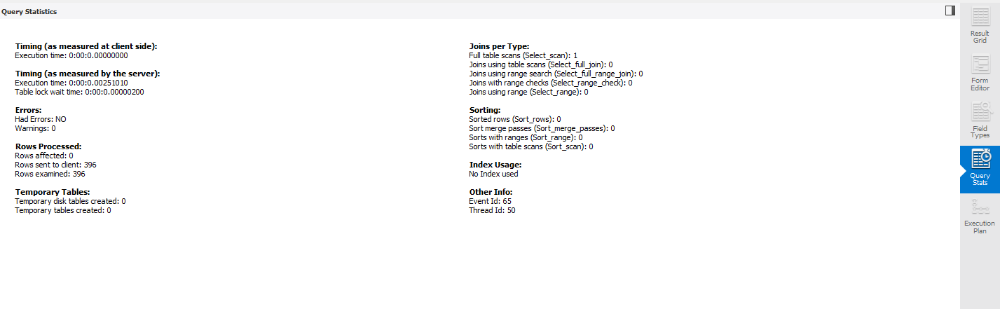 Query Statistics
Timing (as measured at client side):
Execution time: 0:00:0.00000000
Timing (as measured by the server):
Execution time: 0:00:0.00251010
Table lock wait time: 0:00:0.00000200
Errors:
Had Errors: NO
Warnings: 0
Rows Processed:
Rows affected: 0
Rows sent to client: 396
Rows examined: 396
Temporary Tables:
Temporary disk tables created: 0
Temporary tables created: 0
Joins per Type:
Full table scans (Select_scan): 1
Joins using table scans (Select_full_join): 0
Joins using range search (Select_full_range_join): 0
Joins with range checks (Select_range_check): 0
Joins using range (Select_range): 0
Sorting:
Sorted rows (Sort_rows): 0
Sort merge passes (Sort_merge_passes): 0
Sorts with ranges (Sort_range): 0
Sorts with table scans (Sort_scan): 0
Index Usage:
No Index used
Other Info:
Event Id: 65
Thread Id: 50
Result
Grid
Form
Editor
Field
Types
Query
Stats
Execution
Plan